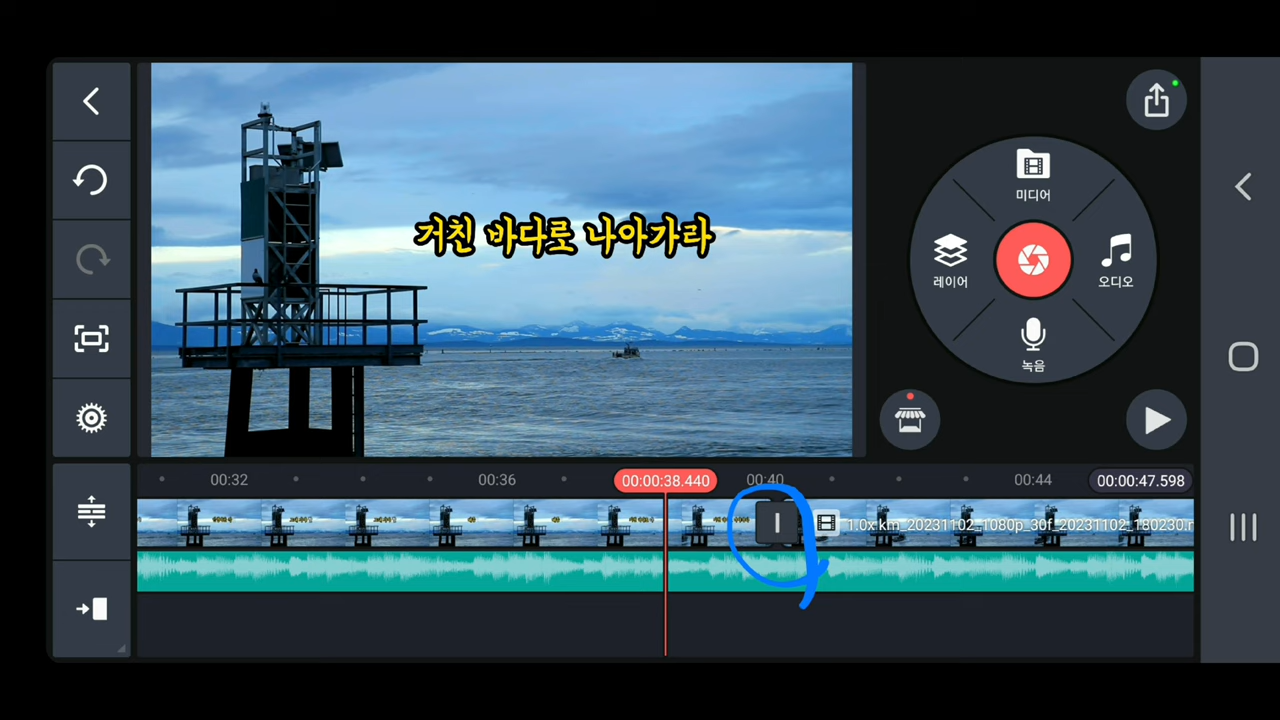 미디어
레이어
오디오
녹음
거친 바다로 나아가라
00:32
00:36
00:00:38.440
00:40
00:44
00:00:47.598
1.0x km_20231102_1080p_30f_20231102_180230.m